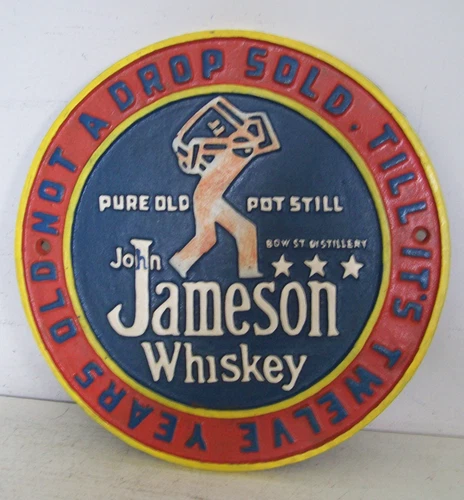 NOT A DROP SOLD · TILL · IT'S TWELVE YEARS OLD ·
PURE OLD POT STILL
BOW ST. DISTILLERY
John
Jameson
Whiskey